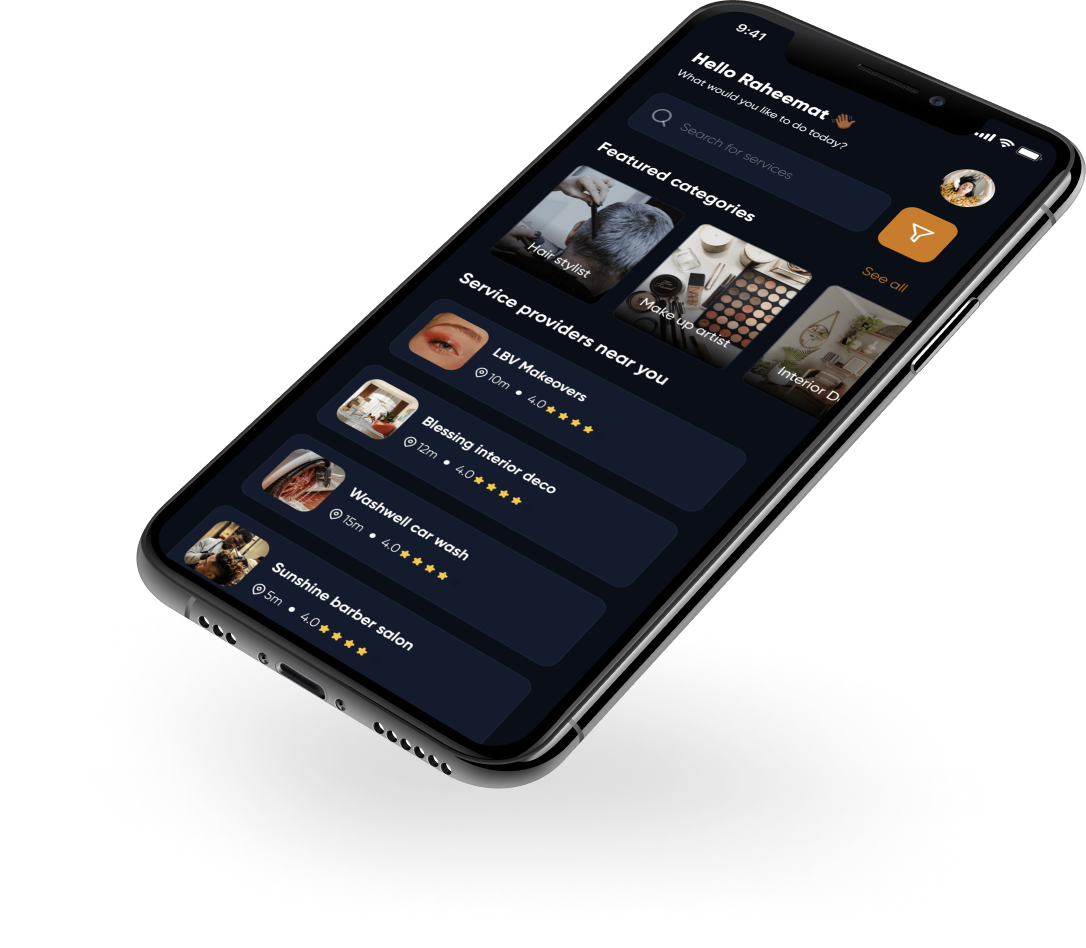 9:41
Hello Raheemat 👋🏾
What would you like to do today?
Search for services
Featured categories
See all
Hair stylist
Make up artist
Interior D
Service providers near you
LBV Makeovers
10m • 4.0
Blessing interior deco
12m • 4.0
Washwell car wash
15m • 4.0
Sunshine barber salon
5m • 4.0